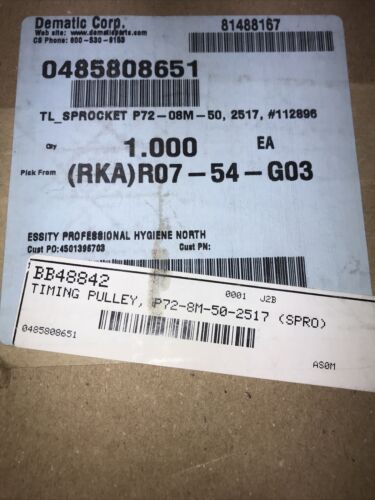 Dematic Corp.
81488167
Web site: www.dematicparts.com
CS Phone: 800-530-9153
0485808651
TL_SPROCKET P72-08M-50, 2517, #112896
Qty 1.000 EA
Pick From (RKA)R07-54-G03
ESSITY PROFESSIONAL HYGIENE NORTH
Cust PO:4501395703 Cust PN:
BB48842 0001 J2B
TIMING PULLEY, P72-8M-50-2517 (SPRO)
0485808651
AS0M